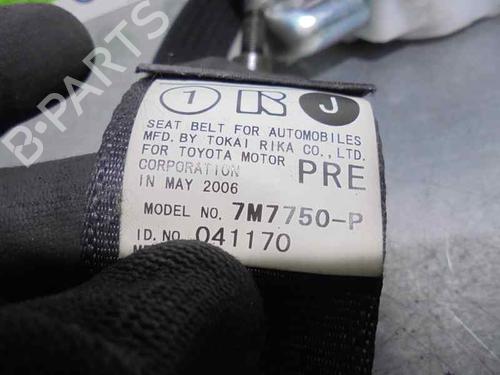 B-PARTS
1 R J
SEAT BELT FOR AUTOMOBILES
MFD. BY TOKAI RIKA CO., LTD.
FOR TOYOTA MOTOR
CORPORATION PRE
IN MAY 2006
MODEL NO. 7M7750-P
I D. NO. 041170